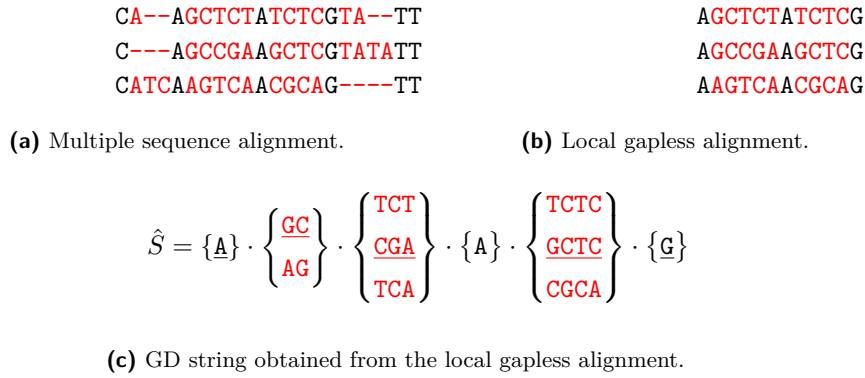 CA--AGCTCTATCTCGTA--TT
C---AGCCGAAGCTCGTATATT
CATCAAGTCAACGCAG----TT
(a) Multiple sequence alignment.
AGCTCTATCTCG
AGCCGAAGCTCG
AAGTCAACGCAG
(b) Local gapless alignment.
Ŝ = {A} · {GC AG} · {TCT CGA TCA} · {A} · {TCTC GCTC CGCA} · {G}
(c) GD string obtained from the local gapless alignment.